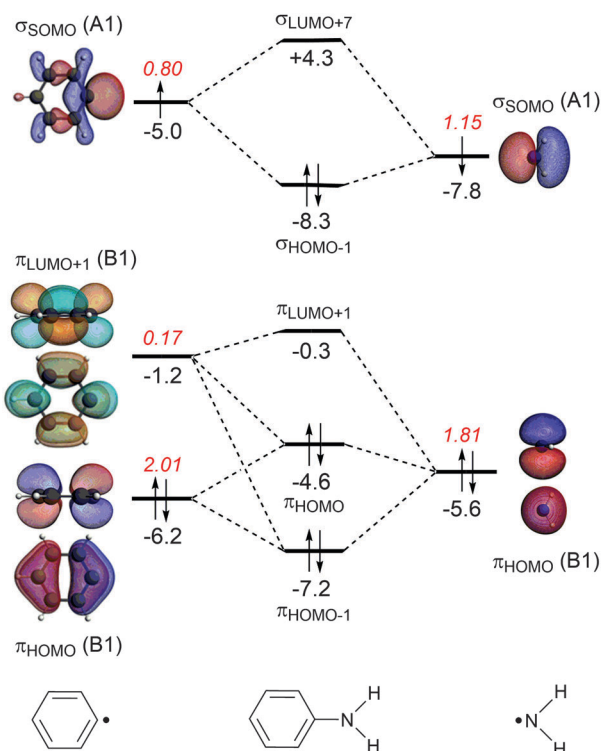 σSOMO (A1)
σLUMO+7
0.80
+4.3
σSOMO (A1)
-5.0
1.15
-7.8
-8.3
σHOMO-1
πLUMO+1 (B1)
πLUMO+1
0.17
-0.3
-1.2
2.01
1.81
-4.6
πHOMO
-5.6
-6.2
πHOMO (B1)
-7.2
πHOMO-1
πHOMO (B1)
H
N
H
H
•N
H